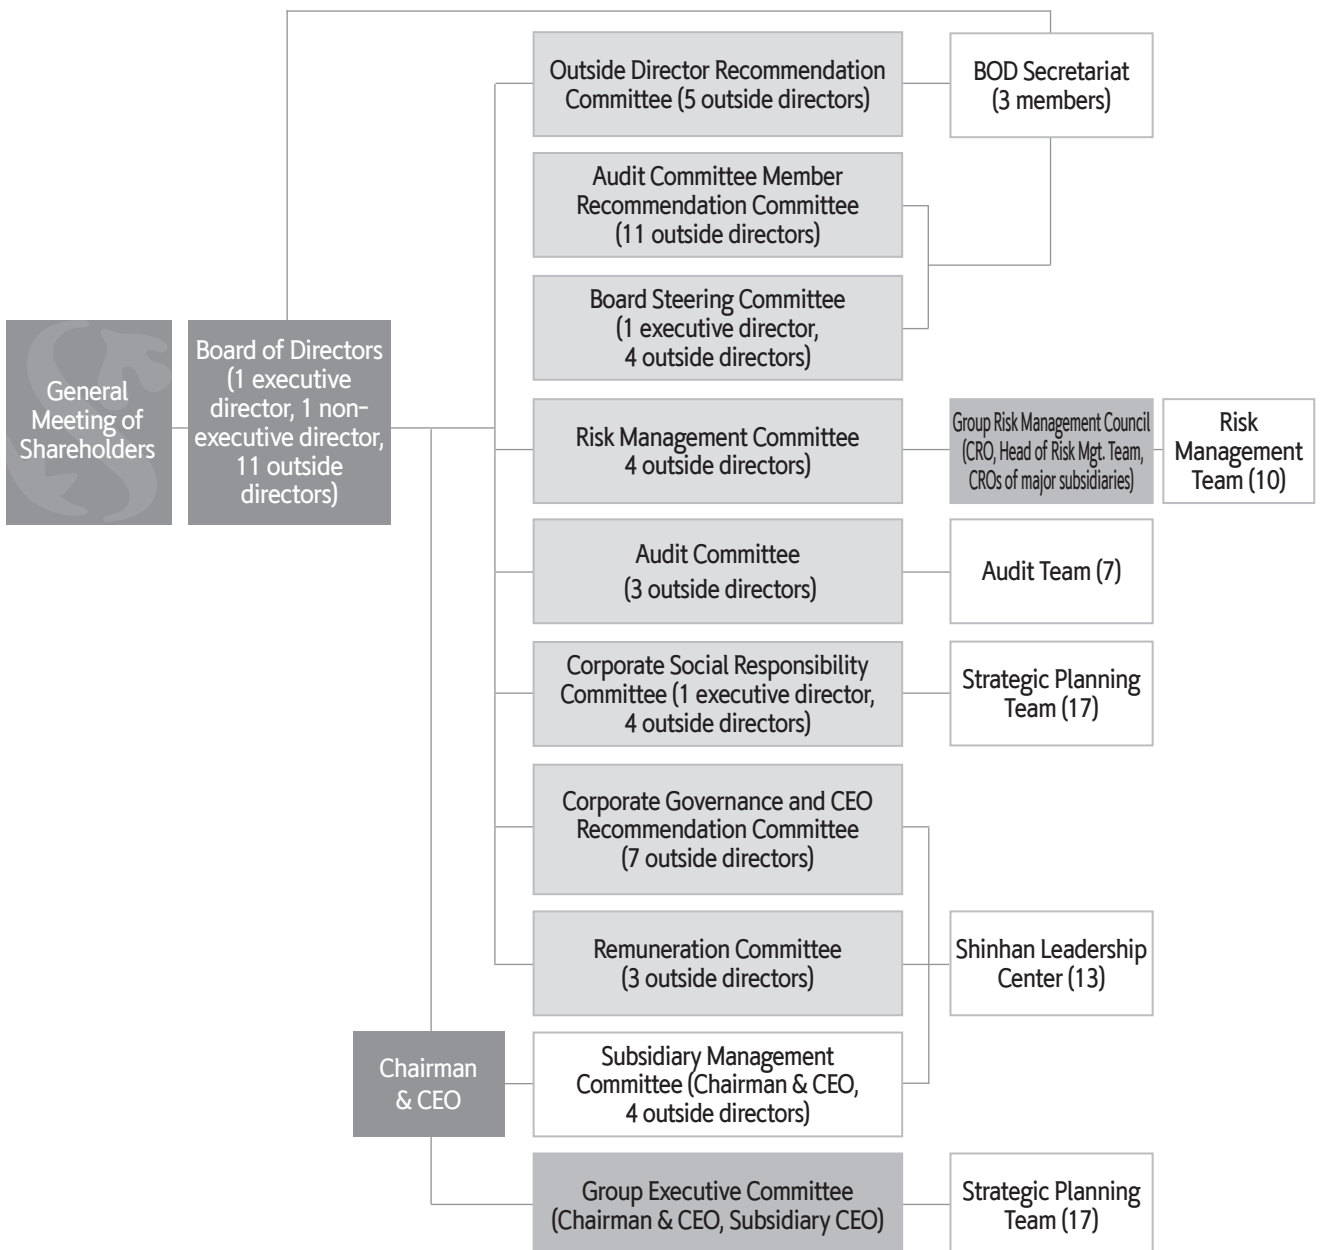 General
Meeting of
Shareholders
Board of Directors
(1 executive
director, 1 non-
executive director,
11 outside
directors)
Outside Director Recommendation
Committee (5 outside directors)
BOD Secretariat
(3 members)
Audit Committee Member
Recommendation Committee
(11 outside directors)
Board Steering Committee
(1 executive director,
4 outside directors)
Risk Management Committee
4 outside directors)
Group Risk Management Council
(CRO, Head of Risk Mgt. Team,
CROs of major subsidiaries)
Risk
Management
Team (10)
Audit Committee
(3 outside directors)
Audit Team (7)
Corporate Social Responsibility
Committee (1 executive director,
4 outside directors)
Strategic Planning
Team (17)
Corporate Governance and CEO
Recommendation Committee
(7 outside directors)
Remuneration Committee
(3 outside directors)
Shinhan Leadership
Center (13)
Chairman
& CEO
Subsidiary Management
Committee (Chairman & CEO,
4 outside directors)
Group Executive Committee
(Chairman & CEO, Subsidiary CEO)
Strategic Planning
Team (17)